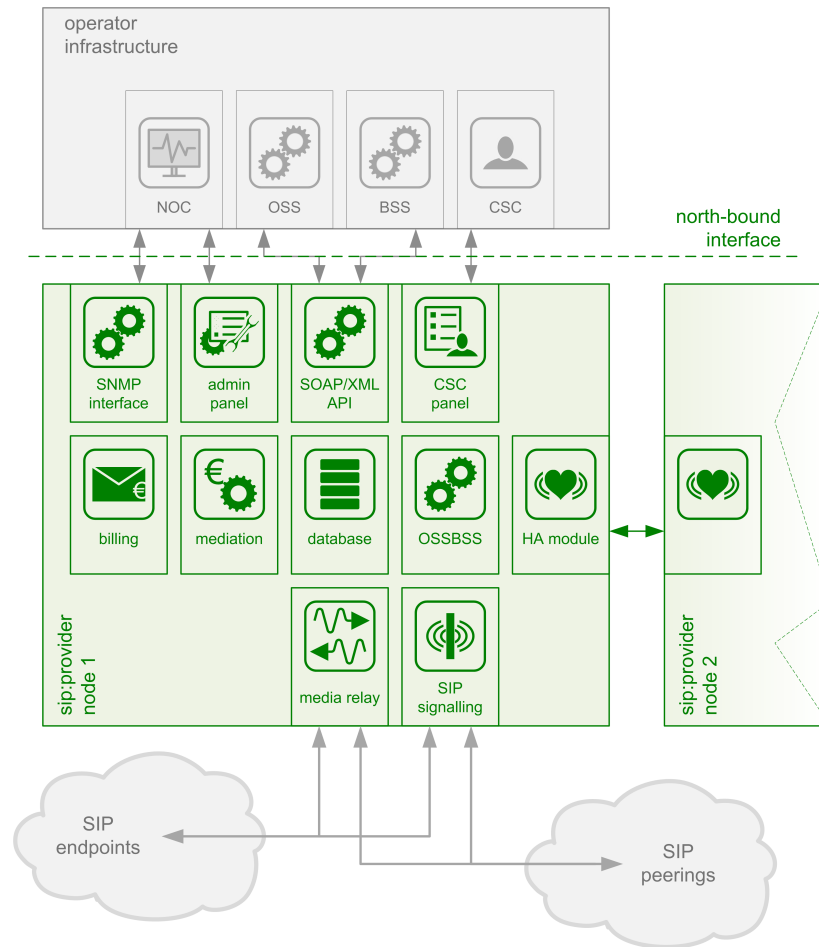 operator
infrastructure
NOC
OSS
BSS
CSC
north-bound
interface
SNMP
interface
admin
panel
SOAP/XML
API
CSC
panel
€
€
billing
mediation
database
OSSBSS
HA module
sip:provider
node 1
media relay
SIP
signalling
sip:provider
node 2
SIP
endpoints
SIP
peerings